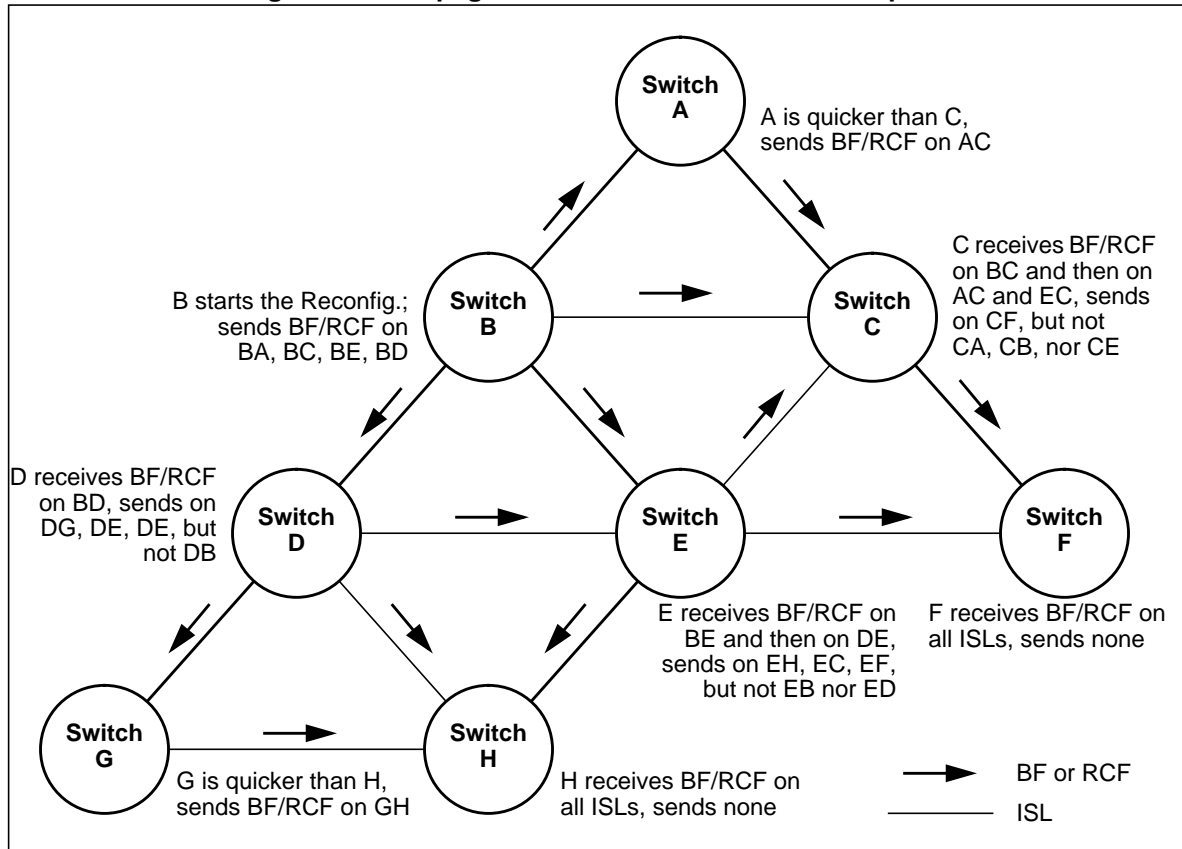 Switch
A
A is quicker than C,
sends BF/RCF on AC
C receives BF/RCF
on BC and then on
AC and EC, sends
on CF, but not
CA, CB, nor CE
B starts the Reconfig.;
sends BF/RCF on
BA, BC, BE, BD
Switch
B
Switch
C
D receives BF/RCF
on BD, sends on
DG, DE, DE, but
not DB
Switch
D
Switch
E
Switch
F
E receives BF/RCF on
BE and then on DE,
sends on EH, EC, EF,
but not EB nor ED
F receives BF/RCF on
all ISLs, sends none
Switch
G
Switch
H
G is quicker than H,
sends BF/RCF on GH
H receives BF/RCF on
all ISLs, sends none
BF or RCF
ISL